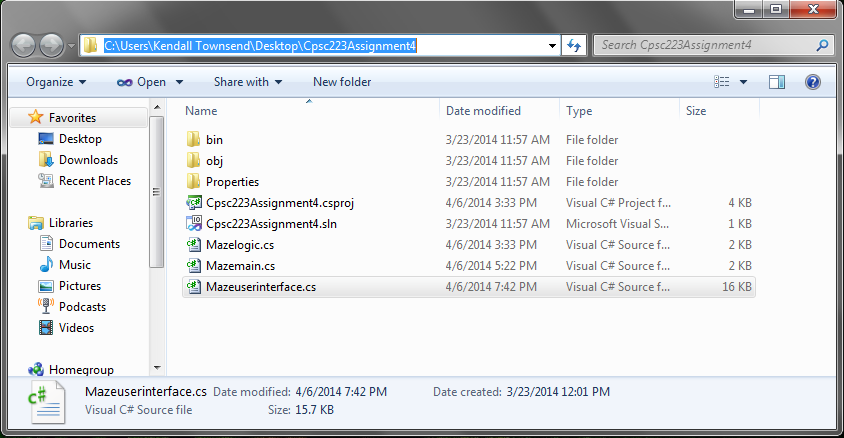 C:\Users\Kendall Townsend\Desktop\Cpsc223Assignment4
Search Cpsc223Assignment4
Organize Open Share with New folder
Name Date modified Type Size
Favorites
Desktop
Downloads
Recent Places
Libraries
Documents
Music
Pictures
Podcasts
Videos
Homegroup
bin 3/23/2014 11:57 AM File folder
obj 3/23/2014 11:57 AM File folder
Properties 3/23/2014 11:57 AM File folder
Cpsc223Assignment4.csproj 4/6/2014 3:33 PM Visual C# Project f... 4 KB
Cpsc223Assignment4.sln 3/23/2014 11:57 AM Microsoft Visual S... 1 KB
Mazelogic.cs 4/6/2014 3:33 PM Visual C# Source f... 2 KB
Mazemain.cs 4/6/2014 5:22 PM Visual C# Source f... 2 KB
Mazeuserinterface.cs 4/6/2014 7:42 PM Visual C# Source f... 16 KB
Mazeuserinterface.cs Date modified: 4/6/2014 7:42 PM Date created: 3/23/2014 12:01 PM
Visual C# Source file Size: 15.7 KB